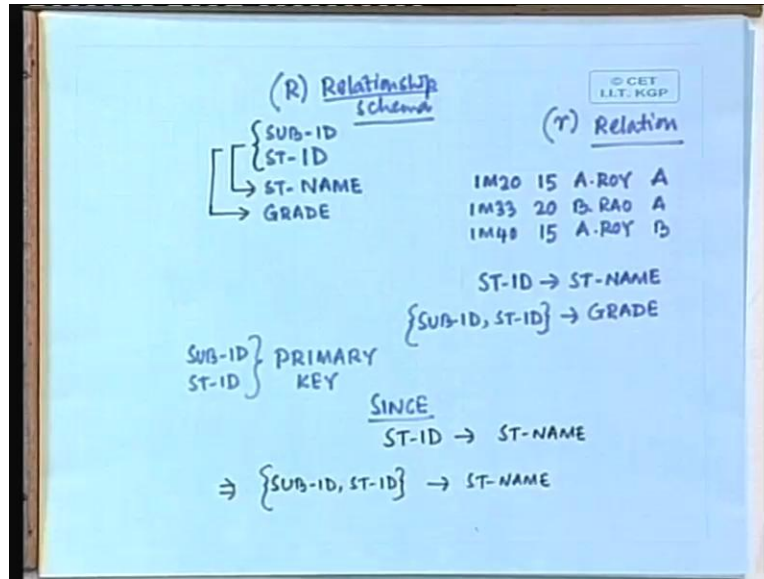 (R) Relationship
Schema
© CET
I.I.T. KGP
SUB-ID
ST-ID
ST-NAME
GRADE
(r) Relation
IM20 15 A.ROY A
IM33 20 B.RAO A
IM40 15 A.ROY B
ST-ID → ST-NAME
{SUB-ID, ST-ID} → GRADE
SUB-ID } PRIMARY
ST-ID } KEY
SINCE
ST-ID → ST-NAME
⇒ {SUB-ID, ST-ID} → ST-NAME